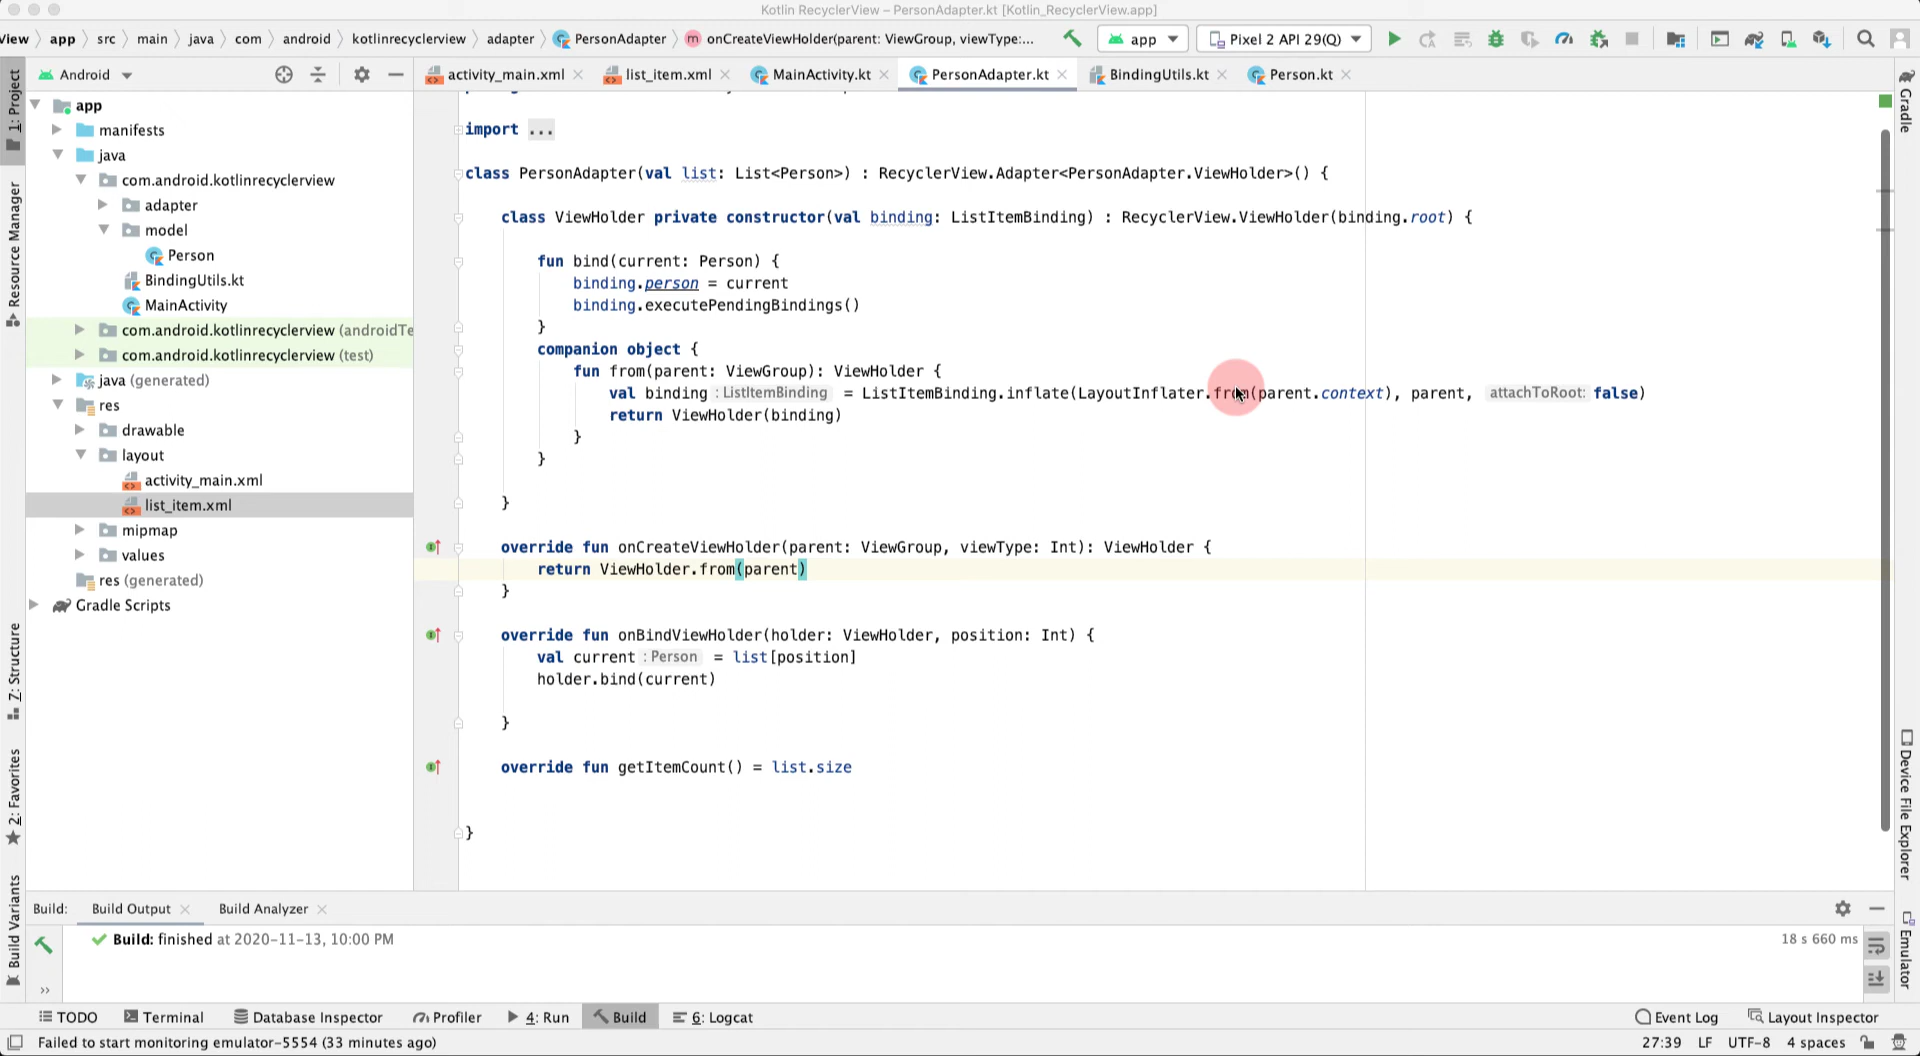 Kotlin RecyclerView – PersonAdapter.kt [Kotlin_RecyclerView.app]
View app src main java com android kotlinrecyclerview adapter PersonAdapter onCreateViewHolder(parent: ViewGroup, viewType:... app Pixel 2 API 29(Q)
Android
activity_main.xml list_item.xml MainActivity.kt PersonAdapter.kt BindingUtils.kt Person.kt
1: Project
Resource Manager
Z: Structure
2: Favorites
Build Variants
app
manifests
java
com.android.kotlinrecyclerview
adapter
model
Person
BindingUtils.kt
MainActivity
com.android.kotlinrecyclerview (androidTe
com.android.kotlinrecyclerview (test)
java (generated)
res
drawable
layout
activity_main.xml
list_item.xml
mipmap
values
res (generated)
Gradle Scripts
import ...
class PersonAdapter(val list: List<Person>) : RecyclerView.Adapter<PersonAdapter.ViewHolder>() {
class ViewHolder private constructor(val binding: ListItemBinding) : RecyclerView.ViewHolder(binding.root) {
fun bind(current: Person) {
binding.person = current
binding.executePendingBindings()
}
companion object {
fun from(parent: ViewGroup): ViewHolder {
val binding : ListItemBinding = ListItemBinding.inflate(LayoutInflater.from(parent.context), parent, attachToRoot: false)
return ViewHolder(binding)
}
}
}
override fun onCreateViewHolder(parent: ViewGroup, viewType: Int): ViewHolder {
return ViewHolder.from(parent)
}
override fun onBindViewHolder(holder: ViewHolder, position: Int) {
val current : Person = list[position]
holder.bind(current)
}
override fun getItemCount() = list.size
}
Gradle
Device File Explorer
Emulator
Build: Build Output Build Analyzer
Build: finished at 2020-11-13, 10:00 PM 18 s 660 ms
»
TODO Terminal Database Inspector Profiler 4: Run Build 6: Logcat Event Log Layout Inspector
Failed to start monitoring emulator-5554 (33 minutes ago) 27:39 LF UTF-8 4 spaces